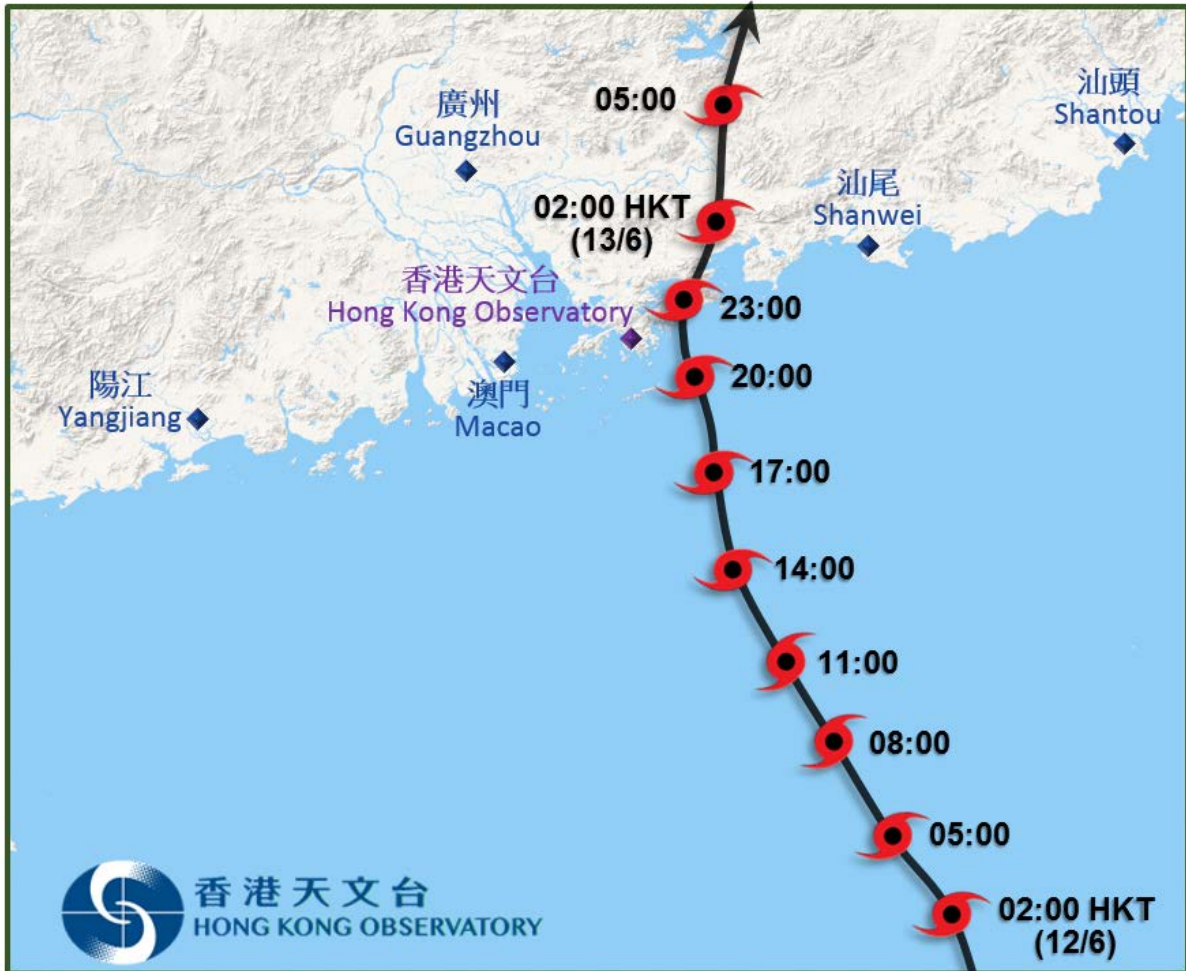 05:00
汕頭
Shantou
廣州
Guangzhou
汕尾
Shanwei
02:00 HKT
(13/6)
香港天文台
Hong Kong Observatory
23:00
陽江
Yangjiang
澳門
Macao
20:00
17:00
14:00
11:00
08:00
05:00
02:00 HKT
(12/6)
香港天文台
HONG KONG OBSERVATORY